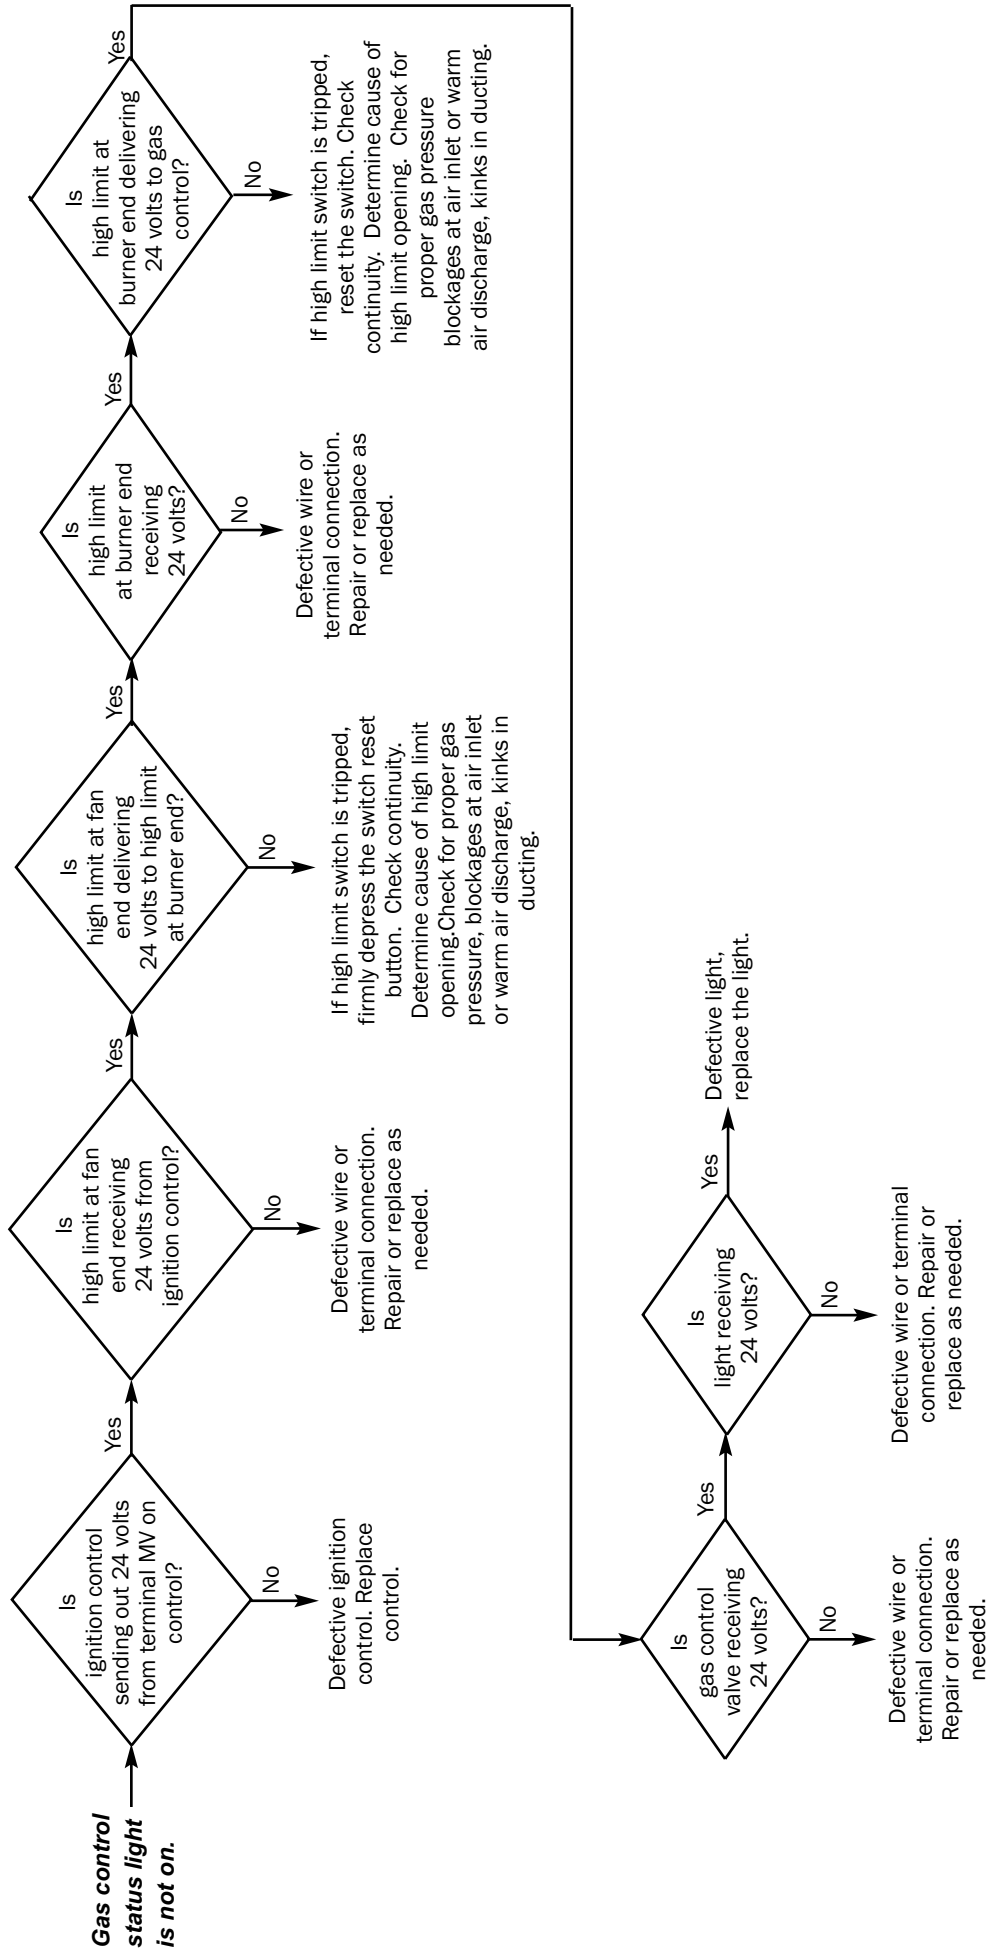 Gas control
status light
is not on.
Is
ignition control
sending out 24 volts
from terminal MV on
control?
Yes
No
Defective ignition
control. Replace
control.
Is
high limit at fan
end receiving
24 volts from
ignition control?
Yes
No
Defective wire or
terminal connection.
Repair or replace as
needed.
Is
high limit at fan
end delivering
24 volts to high limit
at burner end?
Yes
No
If high limit switch is tripped,
firmly depress the switch reset
button. Check continuity.
Determine cause of high limit
opening.Check for proper gas
pressure, blockages at air inlet
or warm air discharge, kinks in
ducting.
Is
high limit
at burner end
receiving
24 volts?
Yes
No
Defective wire or
terminal connection.
Repair or replace as
needed.
Is
high limit at
burner end delivering
24 volts to gas
control?
Yes
No
If high limit switch is tripped,
reset the switch. Check
continuity. Determine cause of
high limit opening. Check for
proper gas pressure
blockages at air inlet or warm
air discharge, kinks in ducting.
Is
gas control
valve receiving
24 volts?
Yes
No
Defective wire or
terminal connection.
Repair or replace as
needed.
Is
light receiving
24 volts?
Yes
Defective light,
replace the light.
No
Defective wire or terminal
connection. Repair or
replace as needed.